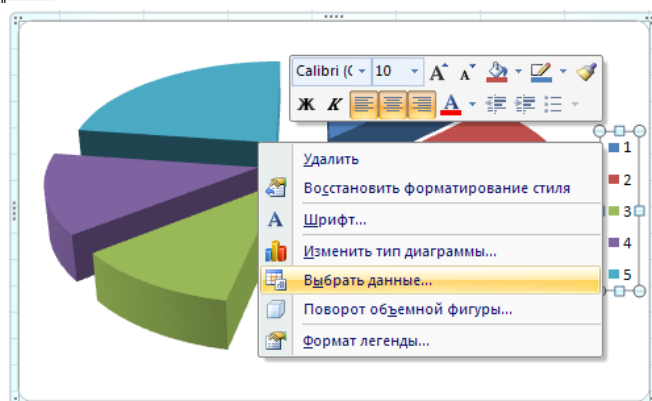 Calibri (С 10 А А
Ж К А
1
2
3
4
5
Удалить
Восстановить форматирование стиля
А Шрифт...
Изменить тип диаграммы...
Выбрать данные...
Поворот объемной фигуры...
Формат легенды...